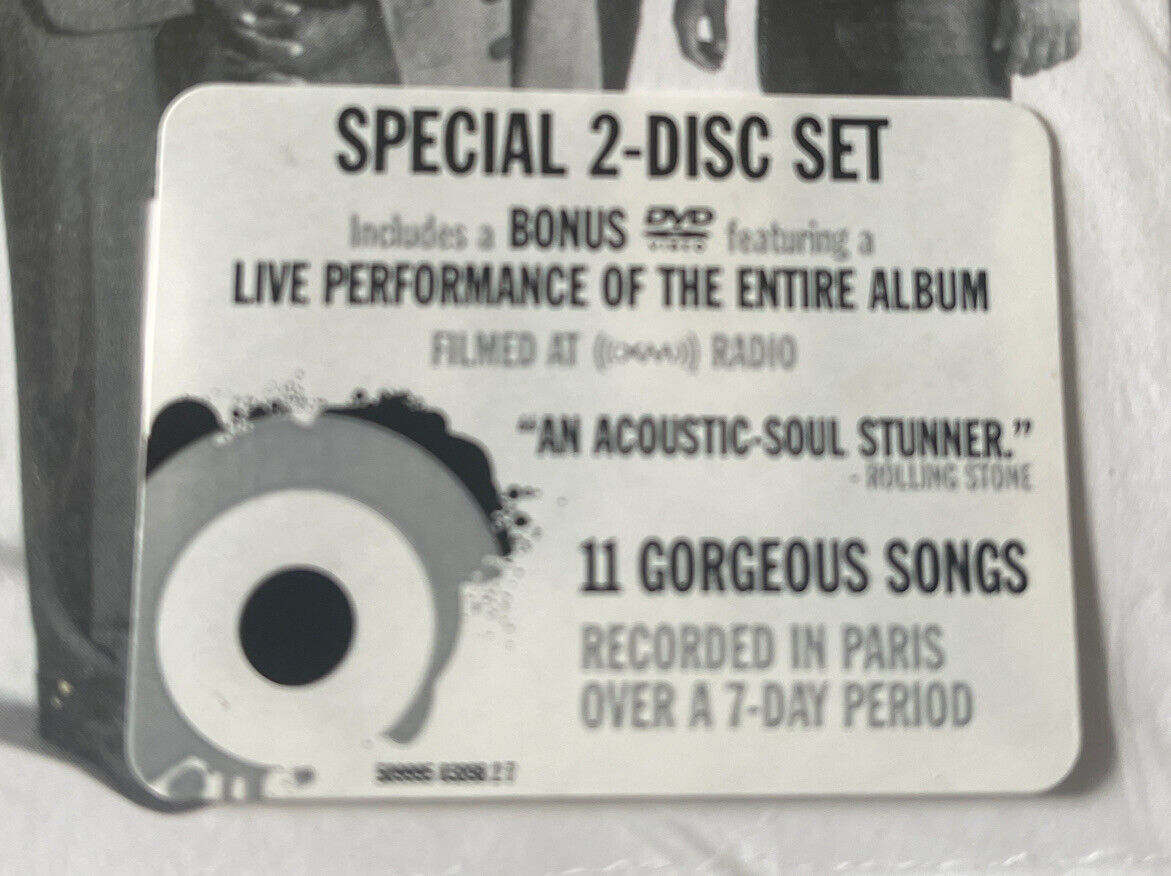 SPECIAL 2-DISC SET
Includes a BONUS DVD VIDEO featuring a
LIVE PERFORMANCE OF THE ENTIRE ALBUM
FILMED AT ((XM)) RADIO
"AN ACOUSTIC-SOUL STUNNER."
- ROLLING STONE
11 GORGEOUS SONGS
RECORDED IN PARIS
OVER A 7-DAY PERIOD